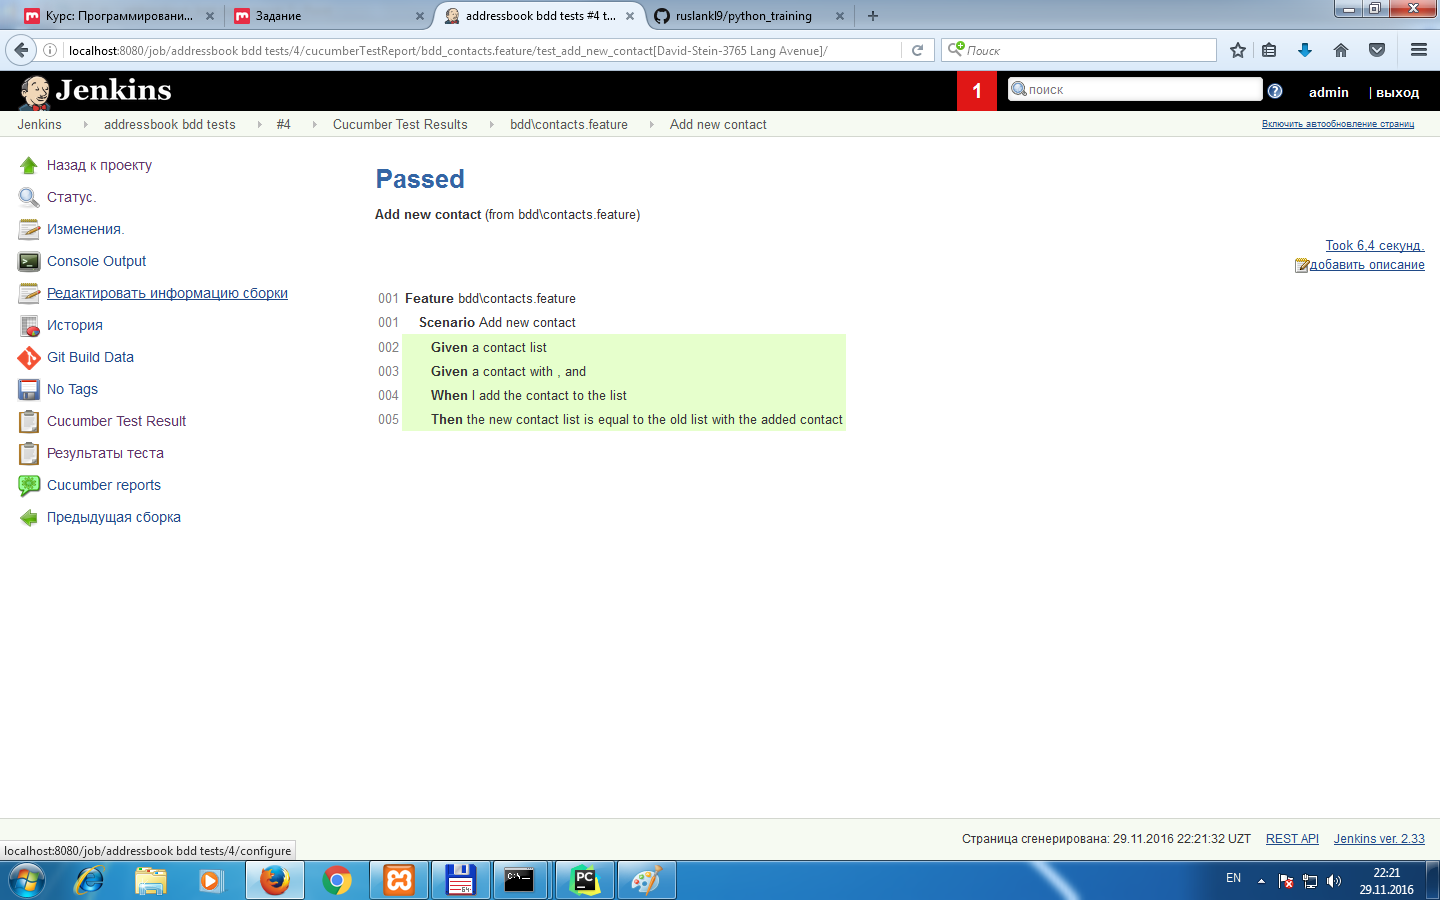 Курс: Программировани...
Задание
addressbook bdd tests #4 t...
ruslankl9/python_training
localhost:8080/job/addressbook bdd tests/4/cucumberTestReport/bdd_contacts.feature/test_add_new_contact[David-Stein-3765 Lang Avenue]/
Поиск
Jenkins
1
поиск
admin
| выход
Jenkins
addressbook bdd tests
#4
Cucumber Test Results
bdd\contacts.feature
Add new contact
Включить автообновление страниц
Назад к проекту
Статус.
Изменения.
Console Output
Редактировать информацию сборки
История
Git Build Data
No Tags
Cucumber Test Result
Результаты теста
Cucumber reports
Предыдущая сборка
Passed
Add new contact (from bdd\contacts.feature)
Took 6,4 секунд.
добавить описание
001 Feature bdd\contacts.feature
001 Scenario Add new contact
002 Given a contact list
003 Given a contact with , and
004 When I add the contact to the list
005 Then the new contact list is equal to the old list with the added contact
Страница сгенерирована: 29.11.2016 22:21:32 UZT
REST API
Jenkins ver. 2.33
localhost:8080/job/addressbook bdd tests/4/configure
64
C:\.
PC
EN
22:21
29.11.2016